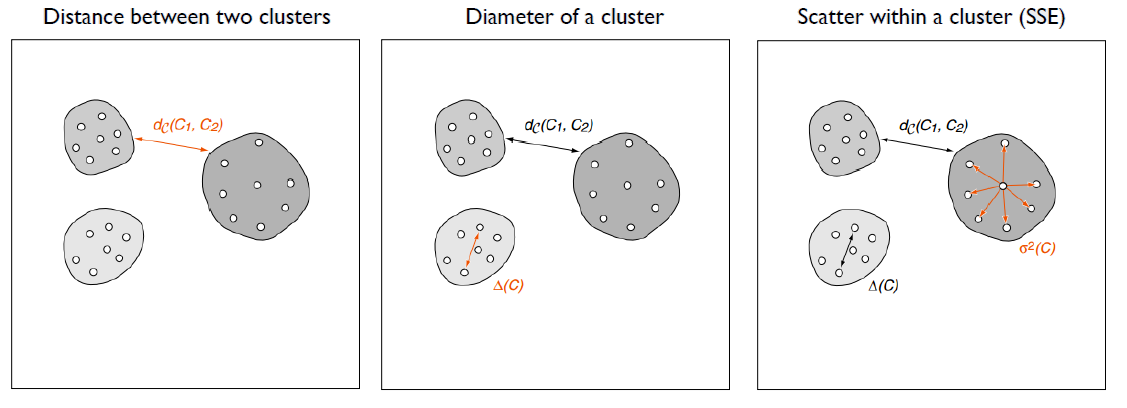 Distance between two clusters
d𝒞(C₁, C₂)
Diameter of a cluster
d𝒞(C₁, C₂)
Δ(C)
Scatter within a cluster (SSE)
d𝒞(C₁, C₂)
σ²(C)
Δ(C)